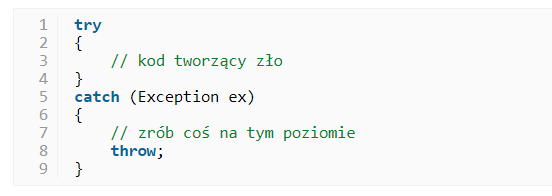 1 try
2 {
3 // kod tworzący zło
4 }
5 catch (Exception ex)
6 {
7 // zrób coś na tym poziomie
8 throw;
9 }